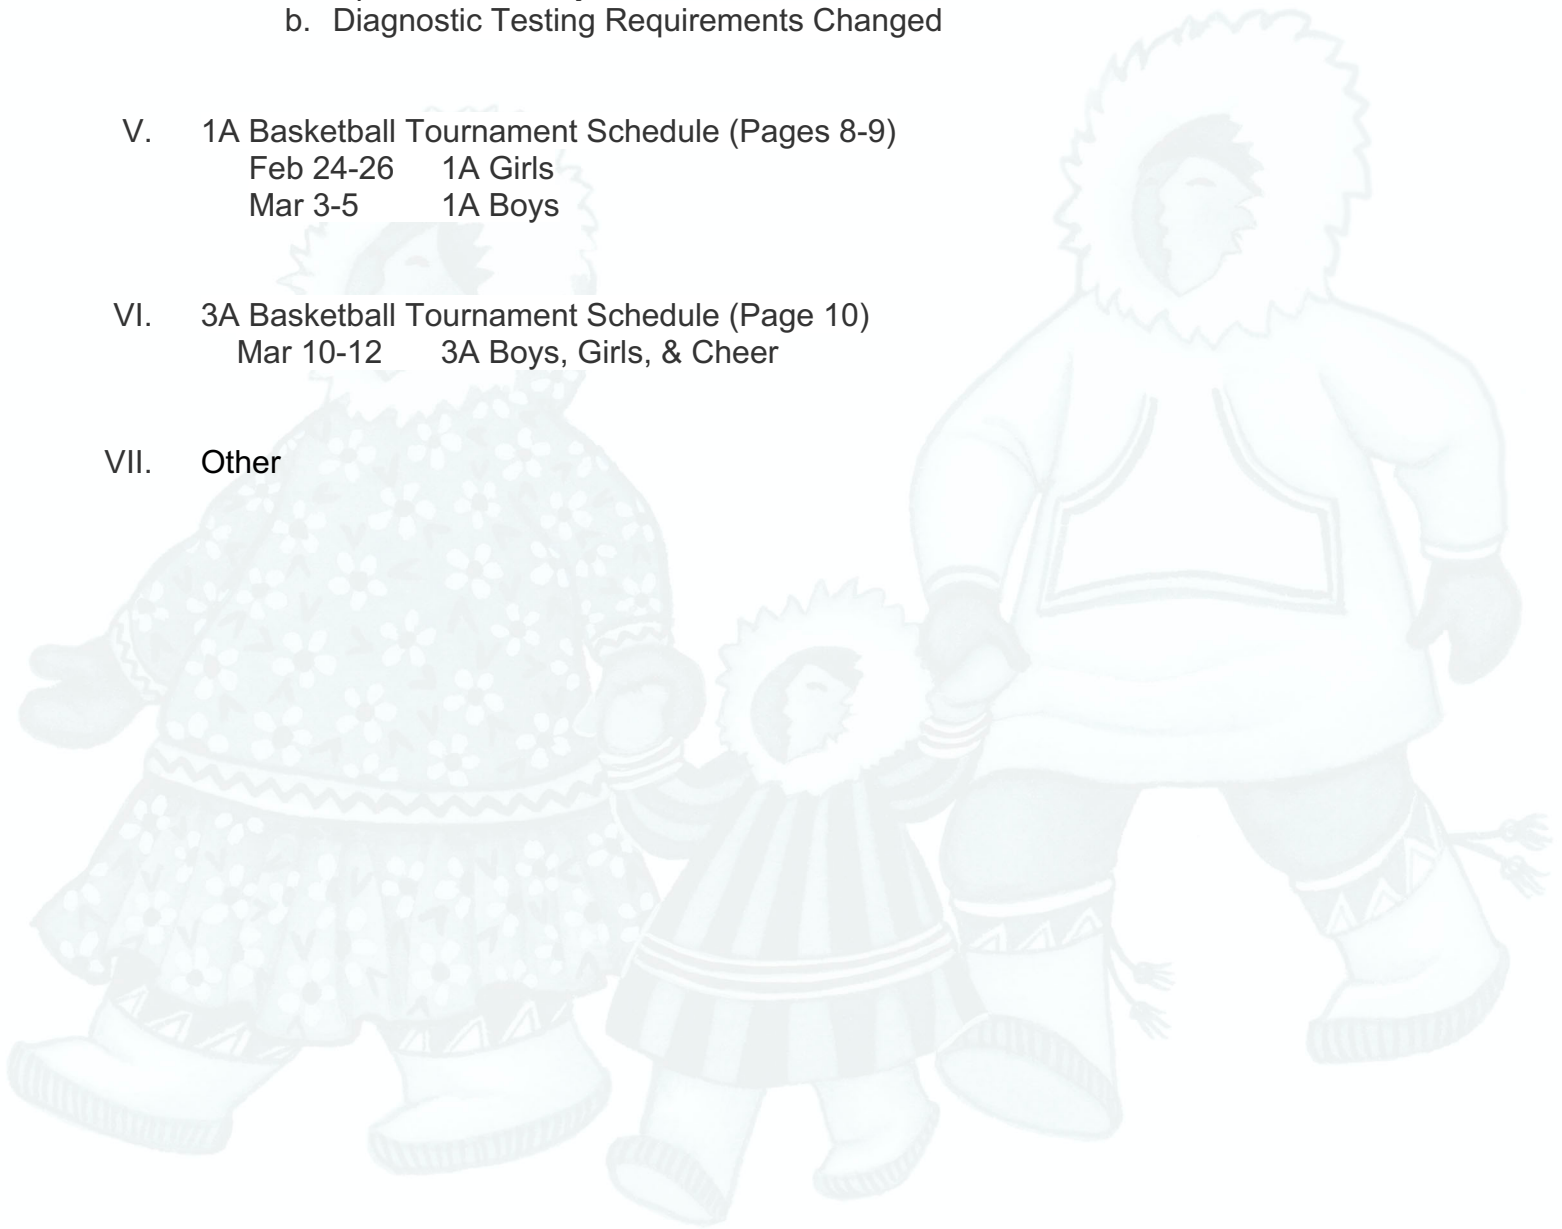 b. Diagnostic Testing Requirements Changed
V. 1A Basketball Tournament Schedule (Pages 8-9)
Feb 24-26 1A Girls
Mar 3-5 1A Boys
VI. 3A Basketball Tournament Schedule (Page 10)
Mar 10-12 3A Boys, Girls, & Cheer
VII. Other